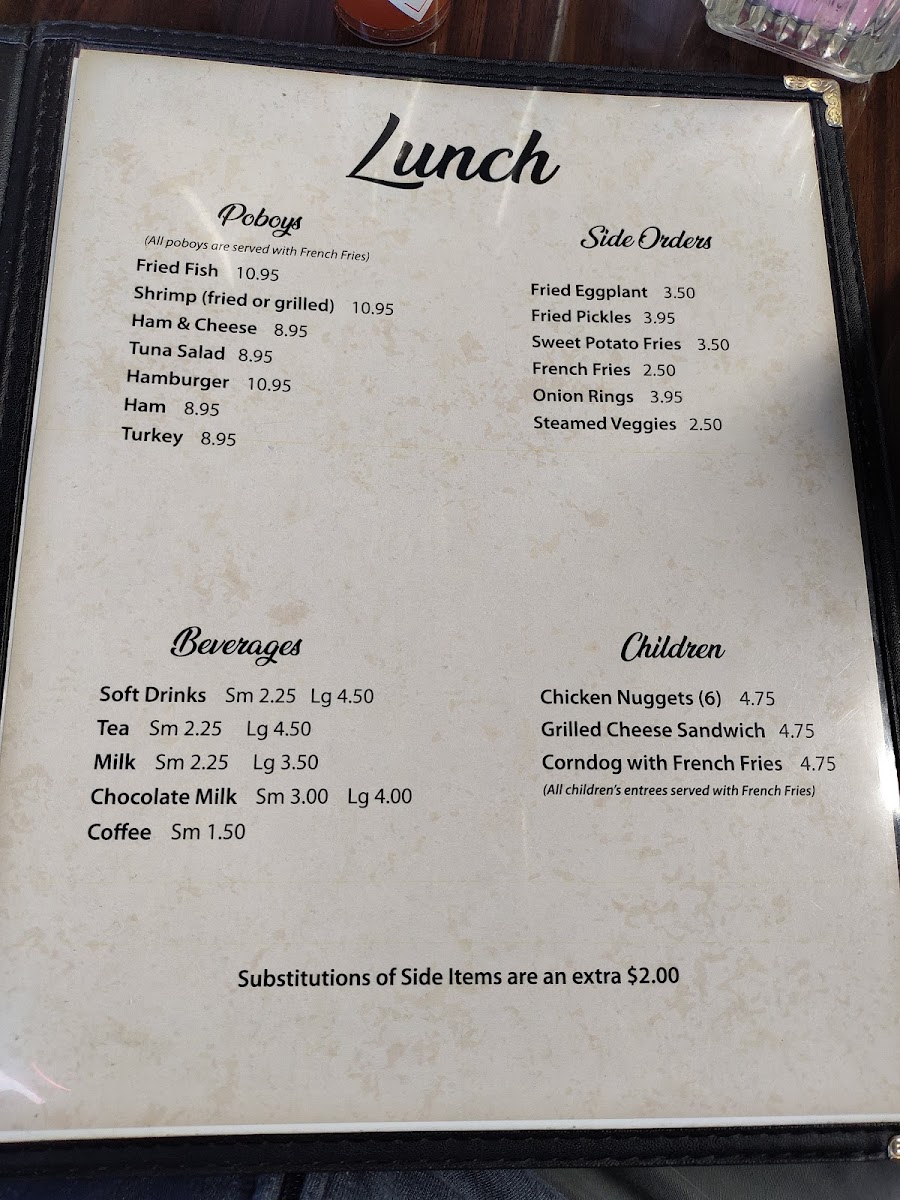 Lunch
Poboys
(All poboys are served with French Fries)
Fried Fish 10.95
Shrimp (fried or grilled) 10.95
Ham & Cheese 8.95
Tuna Salad 8.95
Hamburger 10.95
Ham 8.95
Turkey 8.95
Side Orders
Fried Eggplant 3.50
Fried Pickles 3.95
Sweet Potato Fries 3.50
French Fries 2.50
Onion Rings 3.95
Steamed Veggies 2.50
Beverages
Soft Drinks Sm 2.25 Lg 4.50
Tea Sm 2.25 Lg 4.50
Milk Sm 2.25 Lg 3.50
Chocolate Milk Sm 3.00 Lg 4.00
Coffee Sm 1.50
Children
Chicken Nuggets (6) 4.75
Grilled Cheese Sandwich 4.75
Corndog with French Fries 4.75
(All children's entrees served with French Fries)
Substitutions of Side Items are an extra $2.00